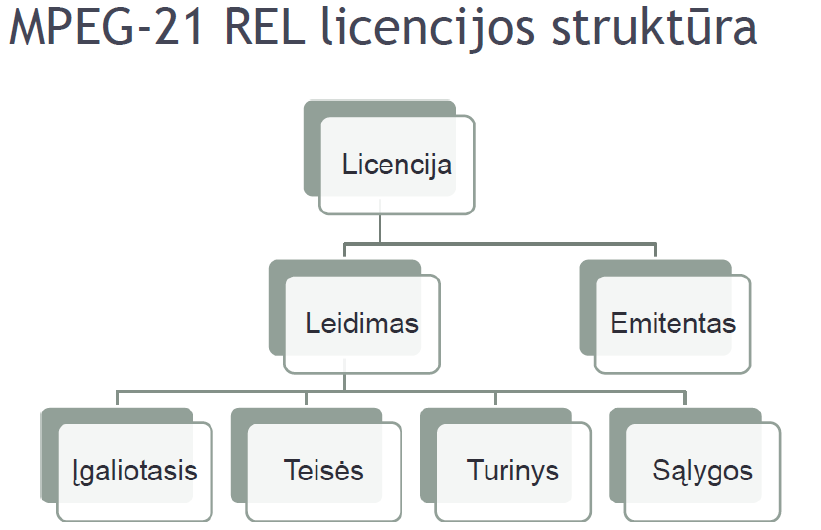 MPEG-21 REL licencijos struktūra
Licencija
Leidimas
Emitentas
Įgaliotasis
Teisės
Turinys
Sąlygos